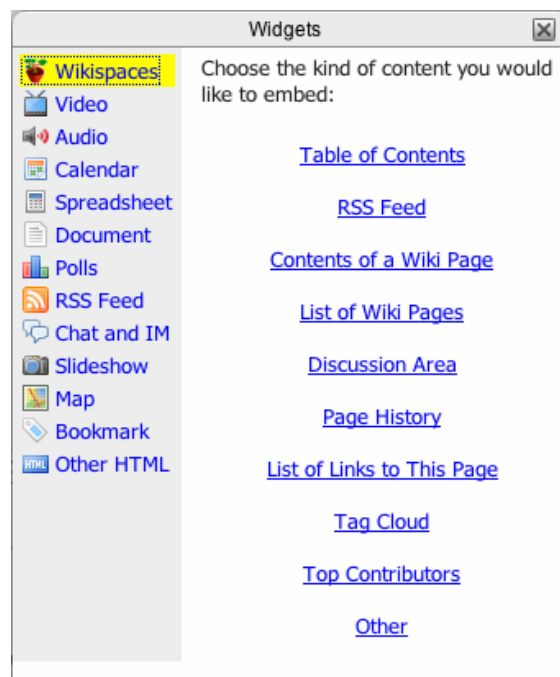 Widgets
Wikispaces
Video
Audio
Calendar
Spreadsheet
Document
Polls
RSS Feed
Chat and IM
Slideshow
Map
Bookmark
HTML
Other HTML
Choose the kind of content you would
like to embed:
Table of Contents
RSS Feed
Contents of a Wiki Page
List of Wiki Pages
Discussion Area
Page History
List of Links to This Page
Tag Cloud
Top Contributors
Other